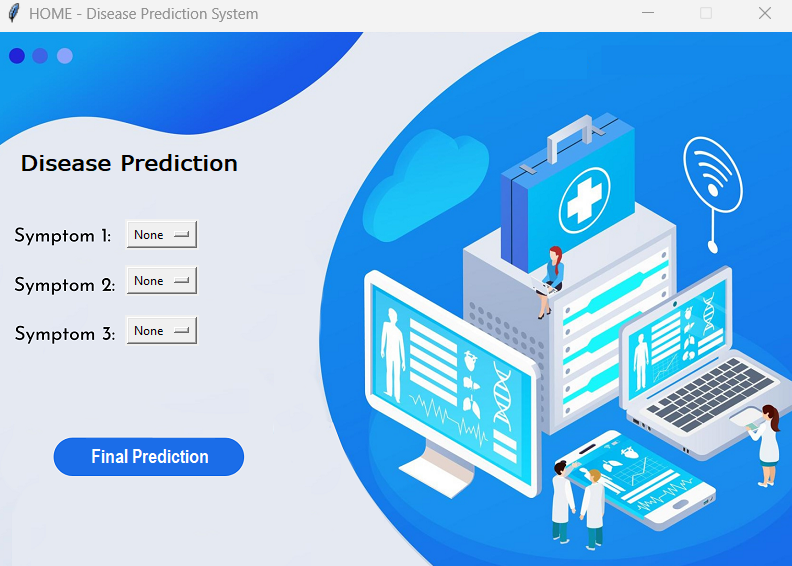 HOME - Disease Prediction System
Disease Prediction
Symptom 1: None
Symptom 2: None
Symptom 3: None
Final Prediction